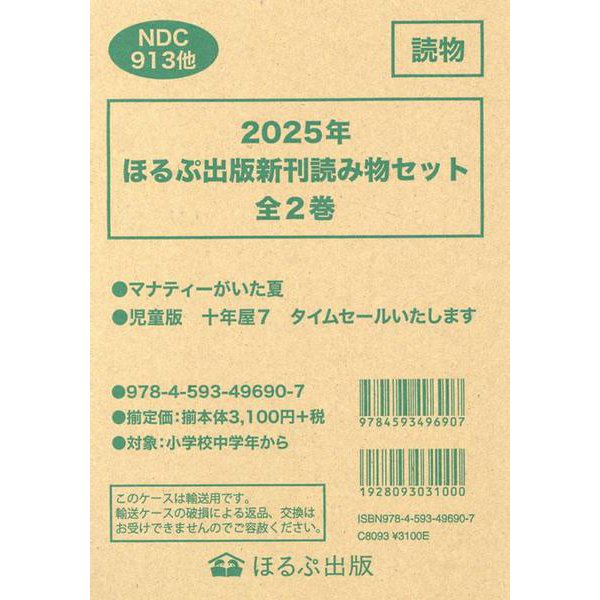 NDC
913他
読物
2025年
ほるぷ出版新刊読み物セット
全2巻
●マナティーがいた夏
●児童版　十年屋7　タイムセールいたします
●978-4-593-49690-7
●揃定価:揃本体3,100円+税
●対象:小学校中学年から
9784593496907
1928093031000
このケースは輸送用です。
輸送ケースの破損による返品、交換は
お受けできませんのでご容赦ください。
ISBN978-4-593-49690-7
C8093 ¥3100E
ほるぷ出版